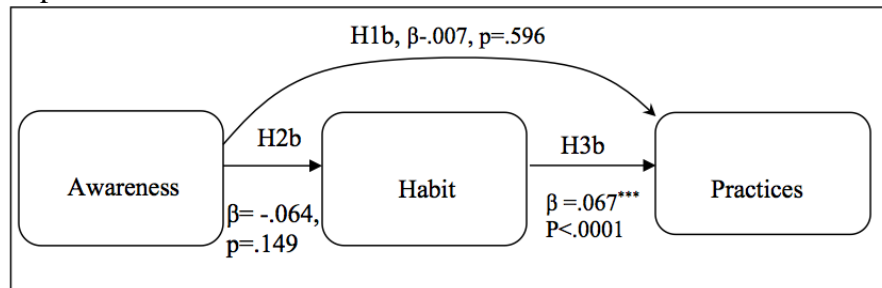 H1b, β-.007, p=.596
H2b
H3b
Awareness
Habit
Practices
β= -.064,
p=.149
β =.067***
P<.0001